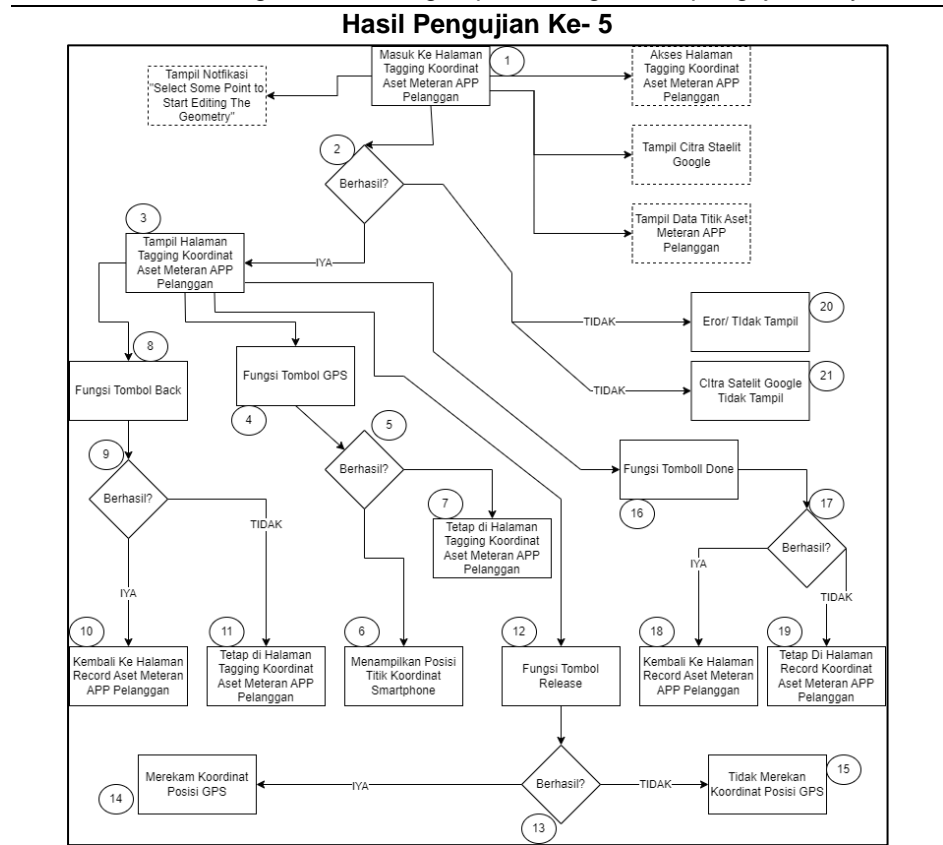 Hasil Pengujian Ke- 5
Masuk Ke Halaman
Tagging Koordinat
Aset Meteran APP
Pelanggan
1
Akses Halaman
Tagging Koordinat
Aset Meteran APP
Pelanggan
Tampil Notfikasi
"Select Some Point to
Start Editing The
Geometry"
2
Berhasil?
Tampil Citra Staelit
Google
3
Tampil Halaman
Tagging Koordinat
Aset Meteran APP
Pelanggan
IYA
Tampil Data Titik Aset
Meteran APP
Pelanggan
TIDAK
Eror/ TIdak Tampil
20
TIDAK
CItra Satelit Google
Tidak Tampil
21
8
Fungsi Tombol Back
Fungsi Tombol GPS
4
5
Berhasil?
9
Berhasil?
TIDAK
IYA
7
Tetap di Halaman
Tagging Koordinat
Aset Meteran APP
Pelanggan
Fungsi Tomboll Done
16
17
Berhasil?
IYA
TIDAK
10
Kembali Ke Halaman
Record Aset Meteran
APP Pelanggan
11
Tetap di Halaman
Tagging Koordinat
Aset Meteran APP
Pelanggan
6
Menampilkan Posisi
Titik Koordinat
Smartphone
12
Fungsi Tombol
Release
18
Kembali Ke Halaman
Record Aset Meteran
APP Pelanggan
19
Tetap Di Halaman
Record Koordinat
Aset Meteran APP
Pelanggan
14
Merekam Koordinat
Posisi GPS
IYA
Berhasil?
13
TIDAK
Tidak Merekan
Koordinat Posisi GPS
15